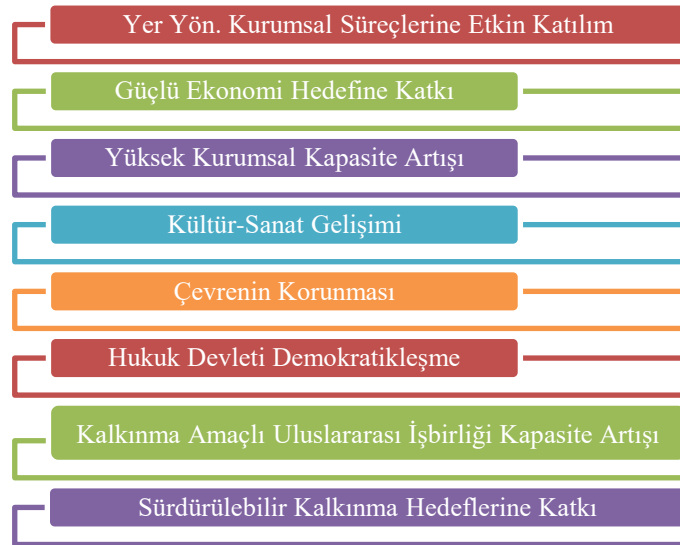 Yer Yön. Kurumsal Süreçlerine Etkin Katılım
Güçlü Ekonomi Hedefine Katkı
Yüksek Kurumsal Kapasite Artışı
Kültür-Sanat Gelişimi
Çevrenin Korunması
Hukuk Devleti Demokratikleşme
Kalkınma Amaçlı Uluslararası İşbirliği Kapasite Artışı
Sürdürülebilir Kalkınma Hedeflerine Katkı